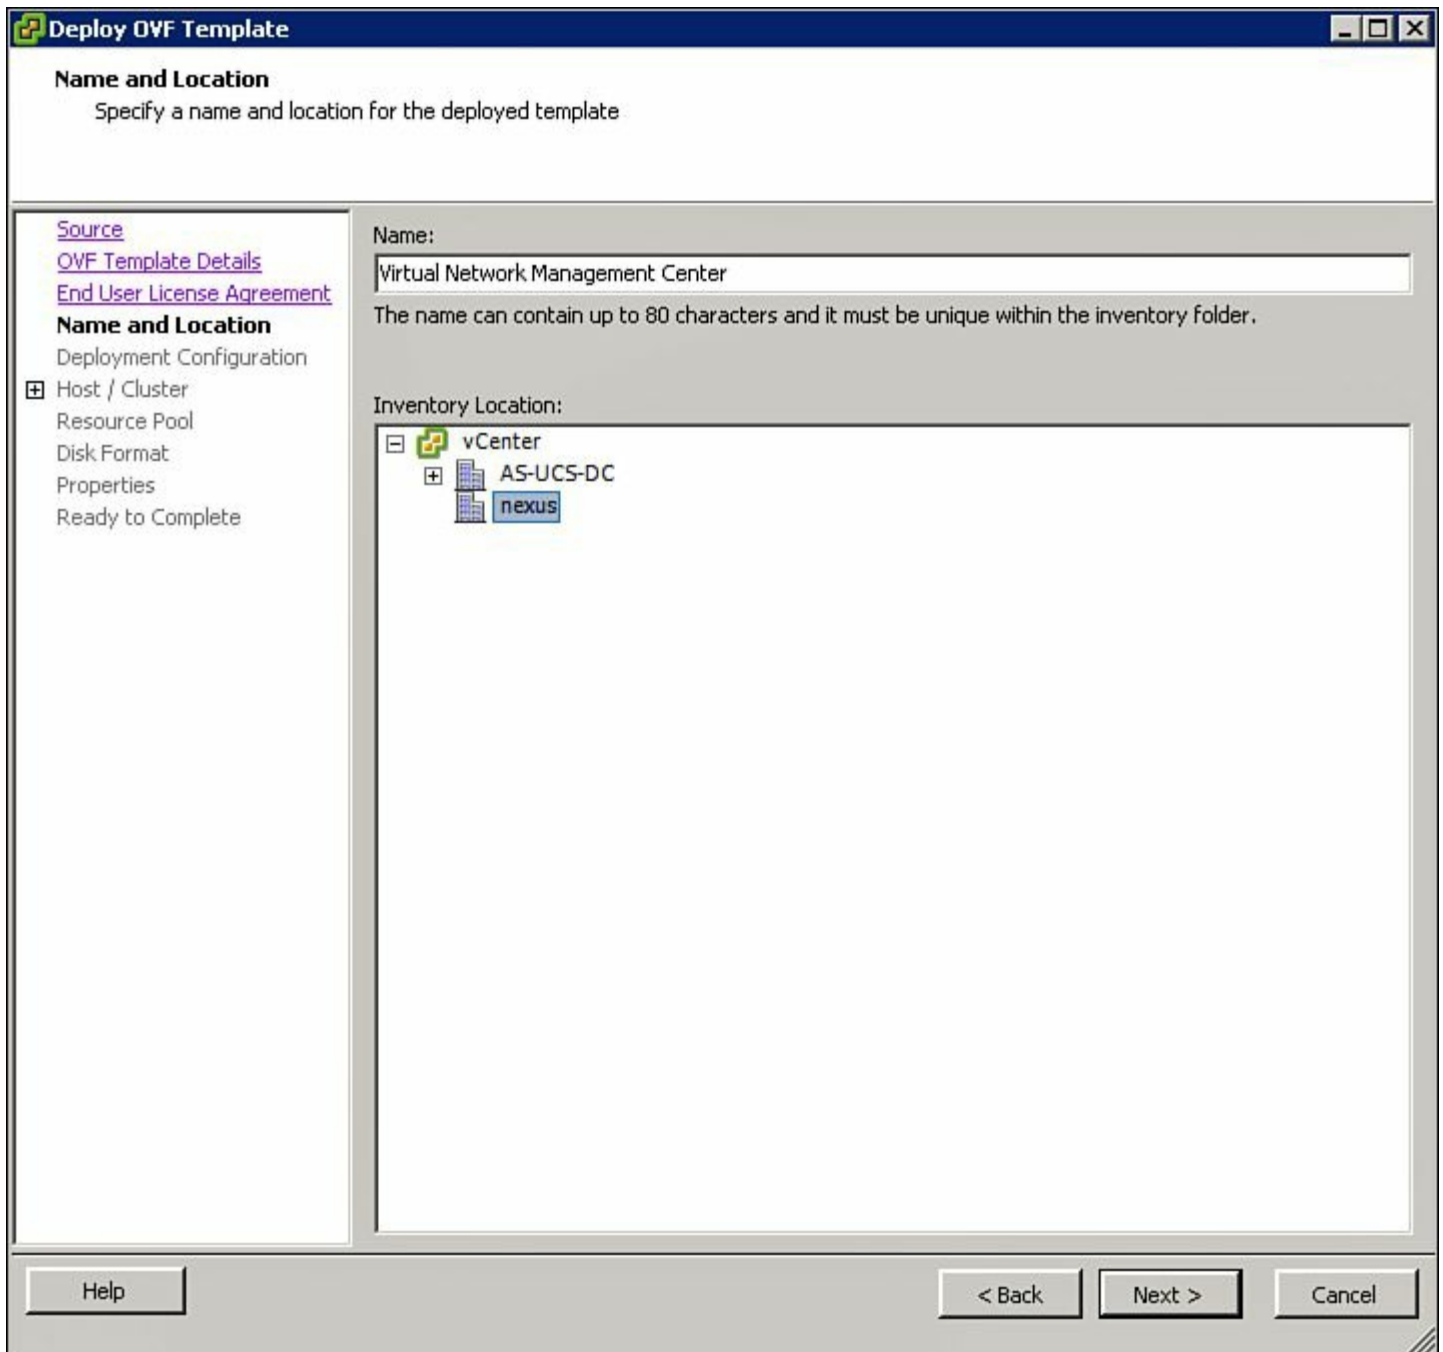 Deploy OVF Template
Name and Location
Specify a name and location for the deployed template
Source
OVF Template Details
End User License Agreement
Name and Location
Deployment Configuration
Host / Cluster
Resource Pool
Disk Format
Properties
Ready to Complete
Name:
Virtual Network Management Center
The name can contain up to 80 characters and it must be unique within the inventory folder.
Inventory Location:
vCenter
AS-UCS-DC
nexus
Help
< Back
Next >
Cancel